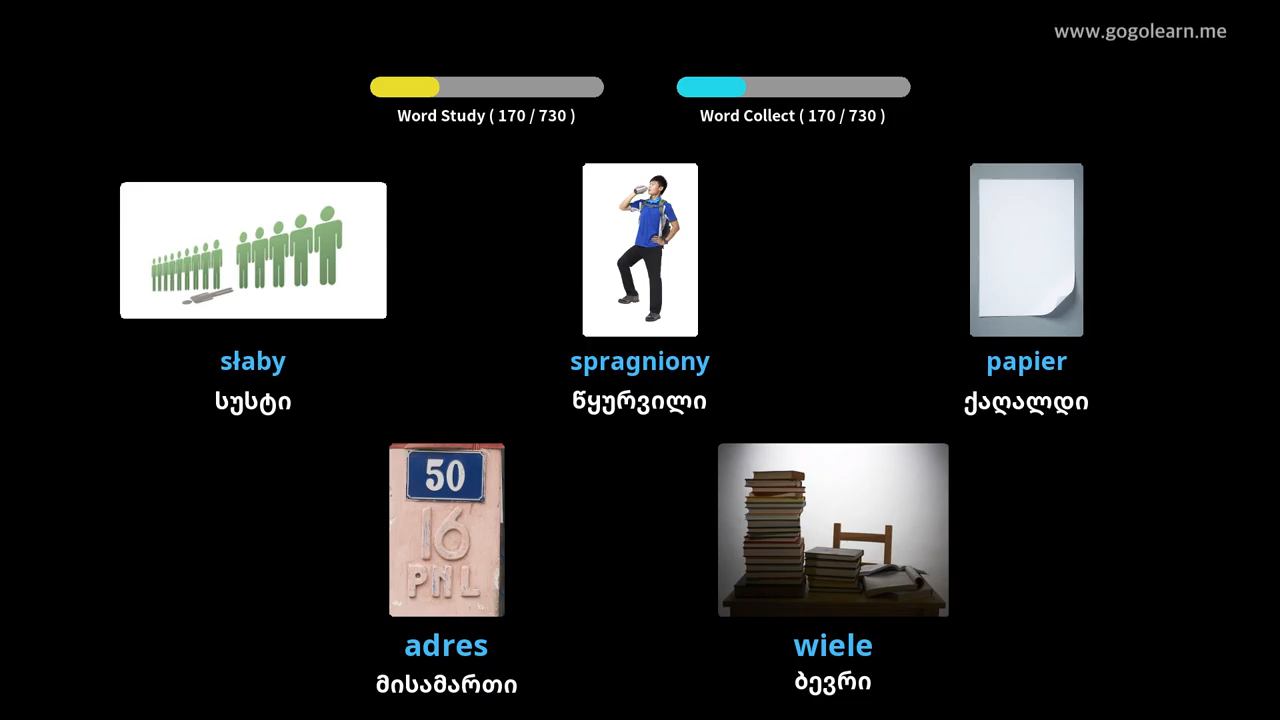 www.gogolearn.me
Word Study ( 170 / 730 )
Word Collect ( 170 / 730 )
słaby
სუსტი
spragniony
წყურვილი
papier
ქაღალდი
50
16
PNL
adres
მისამართი
wiele
ბევრი